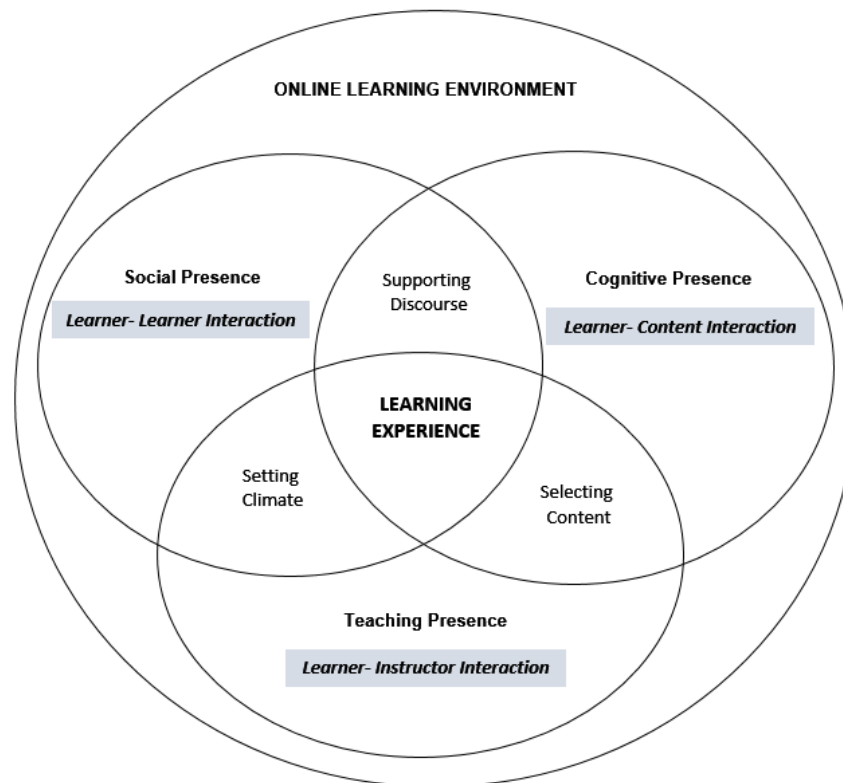 ONLINE LEARNING ENVIRONMENT
Social Presence
Learner- Learner Interaction
Supporting
Discourse
Cognitive Presence
Learner- Content Interaction
LEARNING
EXPERIENCE
Setting
Climate
Selecting
Content
Teaching Presence
Learner- Instructor Interaction